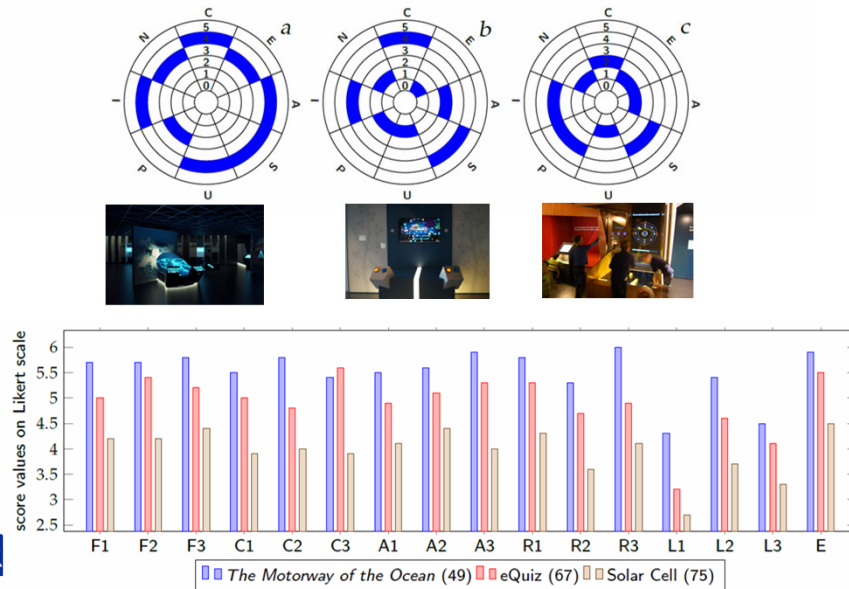 a
C
E
A
S
U
P
I
N
5
4
3
2
1
0
b
C
E
A
S
U
P
I
N
5
4
3
2
1
0
c
C
E
A
S
U
P
I
N
5
4
3
2
1
0
score values on Likert scale
6
5.5
5
4.5
4
3.5
3
2.5
F1 F2 F3 C1 C2 C3 A1 A2 A3 R1 R2 R3 L1 L2 L3 E
The Motorway of the Ocean (49) eQuiz (67) Solar Cell (75)